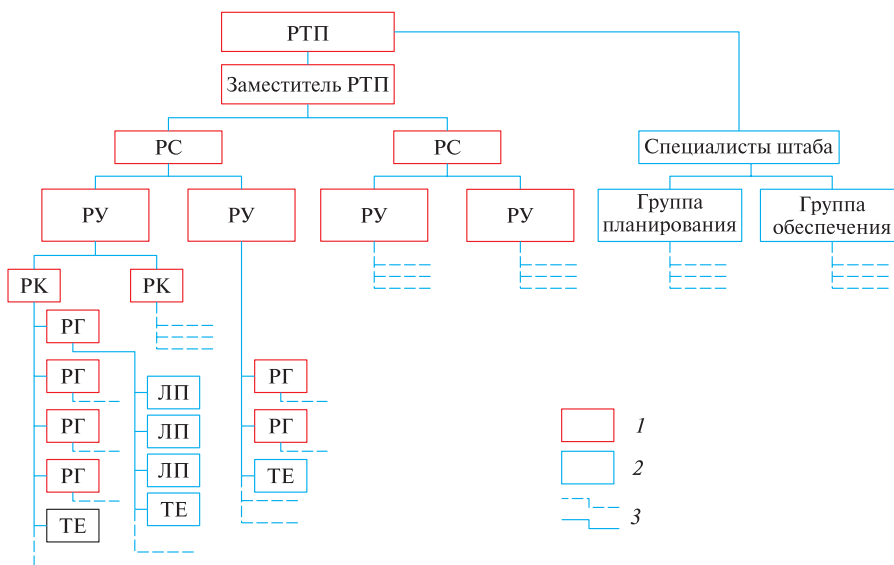 РТП
Заместитель РТП
РС
РС
Специалисты штаба
РУ
РУ
РУ
РУ
Группа
планирования
Группа
обеспечения
РК
РК
РГ
РГ
РГ
РГ
ТЕ
ЛП
ЛП
ЛП
ТЕ
РГ
РГ
ТЕ
1
2
3